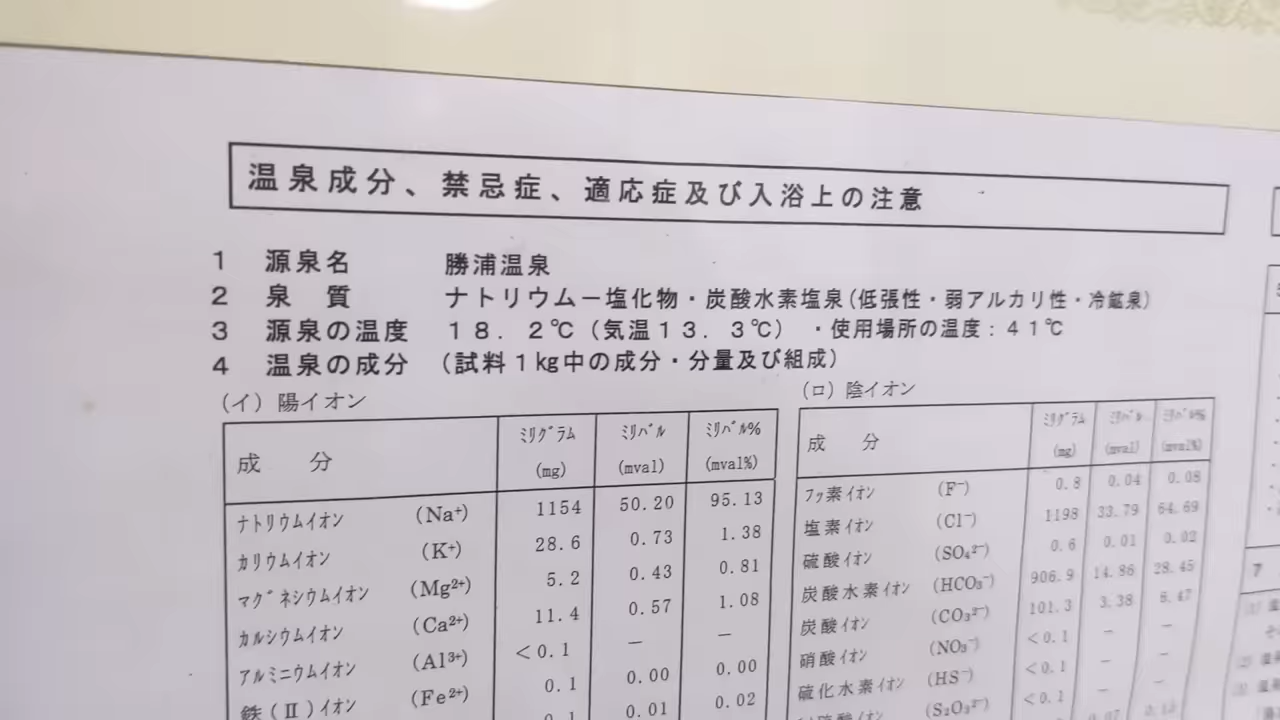 温泉成分、禁忌症、適応症及び入浴上の注意
1 源泉名 勝浦温泉
2 泉 質 ナトリウム－塩化物・炭酸水素塩泉(低張性・弱アルカリ性・冷鉱泉)
3 源泉の温度 18. 2℃(気温13. 3℃) ・使用場所の温度:41℃
4 温泉の成分 (試料1kg中の成分・分量及び組成)
(イ)陽イオン
成 分 ﾐﾘｸﾞﾗﾑ (mg) ﾐﾘﾊﾞﾙ (mval) ﾐﾘﾊﾞﾙ% (mval%)
ﾅﾄﾘｳﾑｲｵﾝ (Na⁺) 1154 50.20 95.13
ｶﾘｳﾑｲｵﾝ (K⁺) 28.6 0.73 1.38
ﾏｸﾞﾈｼｳﾑｲｵﾝ (Mg²⁺) 5.2 0.43 0.81
ｶﾙｼｳﾑｲｵﾝ (Ca²⁺) 11.4 0.57 1.08
ｱﾙﾐﾆｳﾑｲｵﾝ (Al³⁺) <0.1 － －
鉄(Ⅱ)ｲｵﾝ (Fe²⁺) 0.1 0.00 0.00
0.1 0.01 0.02
(ロ)陰イオン
成 分 ﾐﾘｸﾞﾗﾑ (mg) ﾐﾘﾊﾞﾙ (mval) ﾐﾘﾊﾞﾙ% (mval%)
ﾌｯ素ｲｵﾝ (F⁻) 0.8 0.04 0.08
塩素ｲｵﾝ (Cl⁻) 1198 33.79 64.69
硫酸ｲｵﾝ (SO₄²⁻) 0.6 0.01 0.02
炭酸水素ｲｵﾝ (HCO₃⁻) 906.9 14.86 28.45
炭酸ｲｵﾝ (CO₃²⁻) 101.3 3.38 6.47
硝酸ｲｵﾝ (NO₃⁻) <0.1 － －
硫化水素ｲｵﾝ (HS⁻) <0.1 － －
(S₂O₃²⁻) <0.1 － －
7